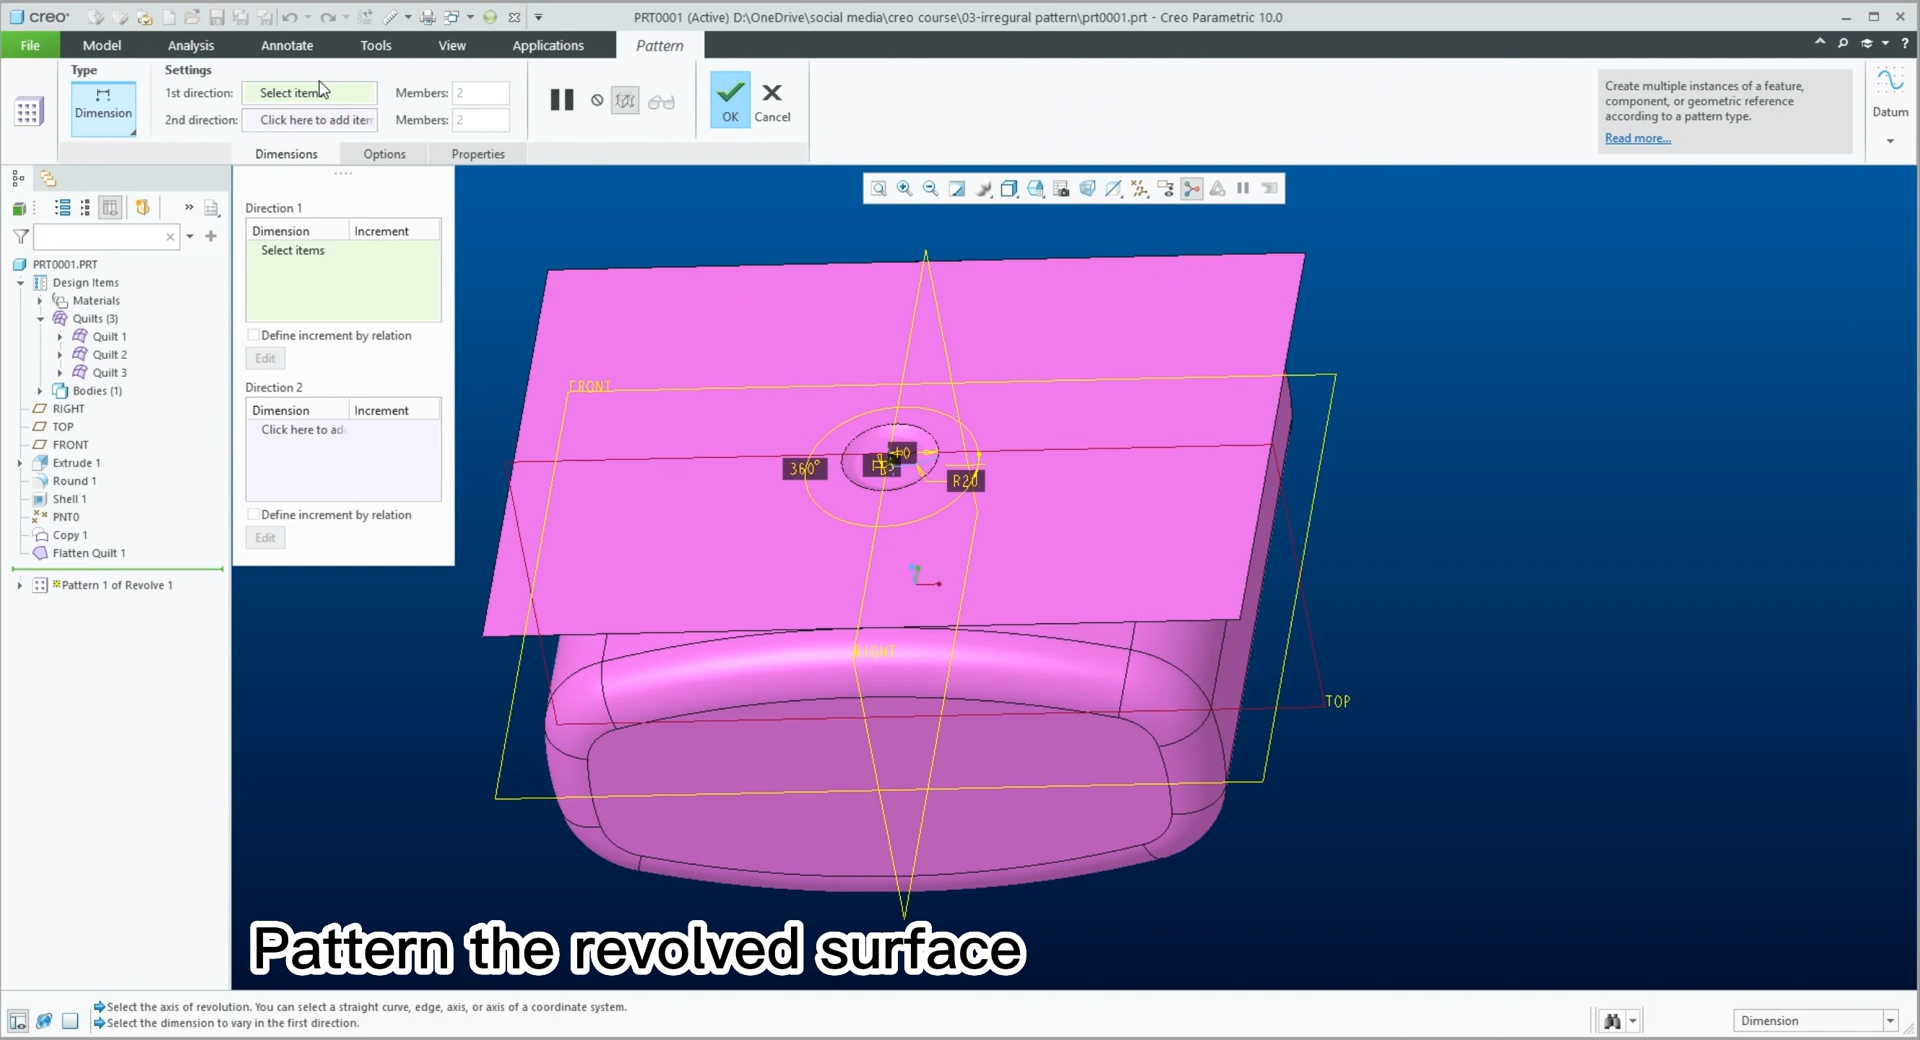 creo
PRT0001 (Active) D:\OneDrive\social media\creo course\03-irregural pattern\prt0001.prt - Creo Parametric 10.0
File
Model
Analysis
Annotate
Tools
View
Applications
Pattern
Type
Settings
Dimension
1st direction:
Select items
Members:
2
2nd direction:
Click here to add item
Members:
2
OK
Cancel
Create multiple instances of a feature,
component, or geometric reference
according to a pattern type.
Read more...
Datum
Dimensions
Options
Properties
PRT0001.PRT
Design Items
Materials
Quilts (3)
Quilt 1
Quilt 2
Quilt 3
Bodies (1)
RIGHT
TOP
FRONT
Extrude 1
Round 1
Shell 1
PNT0
Copy 1
Flatten Quilt 1
Pattern 1 of Revolve 1
Direction 1
Dimension
Increment
Select items
Define increment by relation
Edit
Direction 2
Dimension
Increment
Click here to add
Define increment by relation
Edit
FRONT
360°
R20
RIGHT
TOP
Pattern the revolved surface
Select the axis of revolution. You can select a straight curve, edge, axis, or axis of a coordinate system.
Select the dimension to vary in the first direction.
Dimension